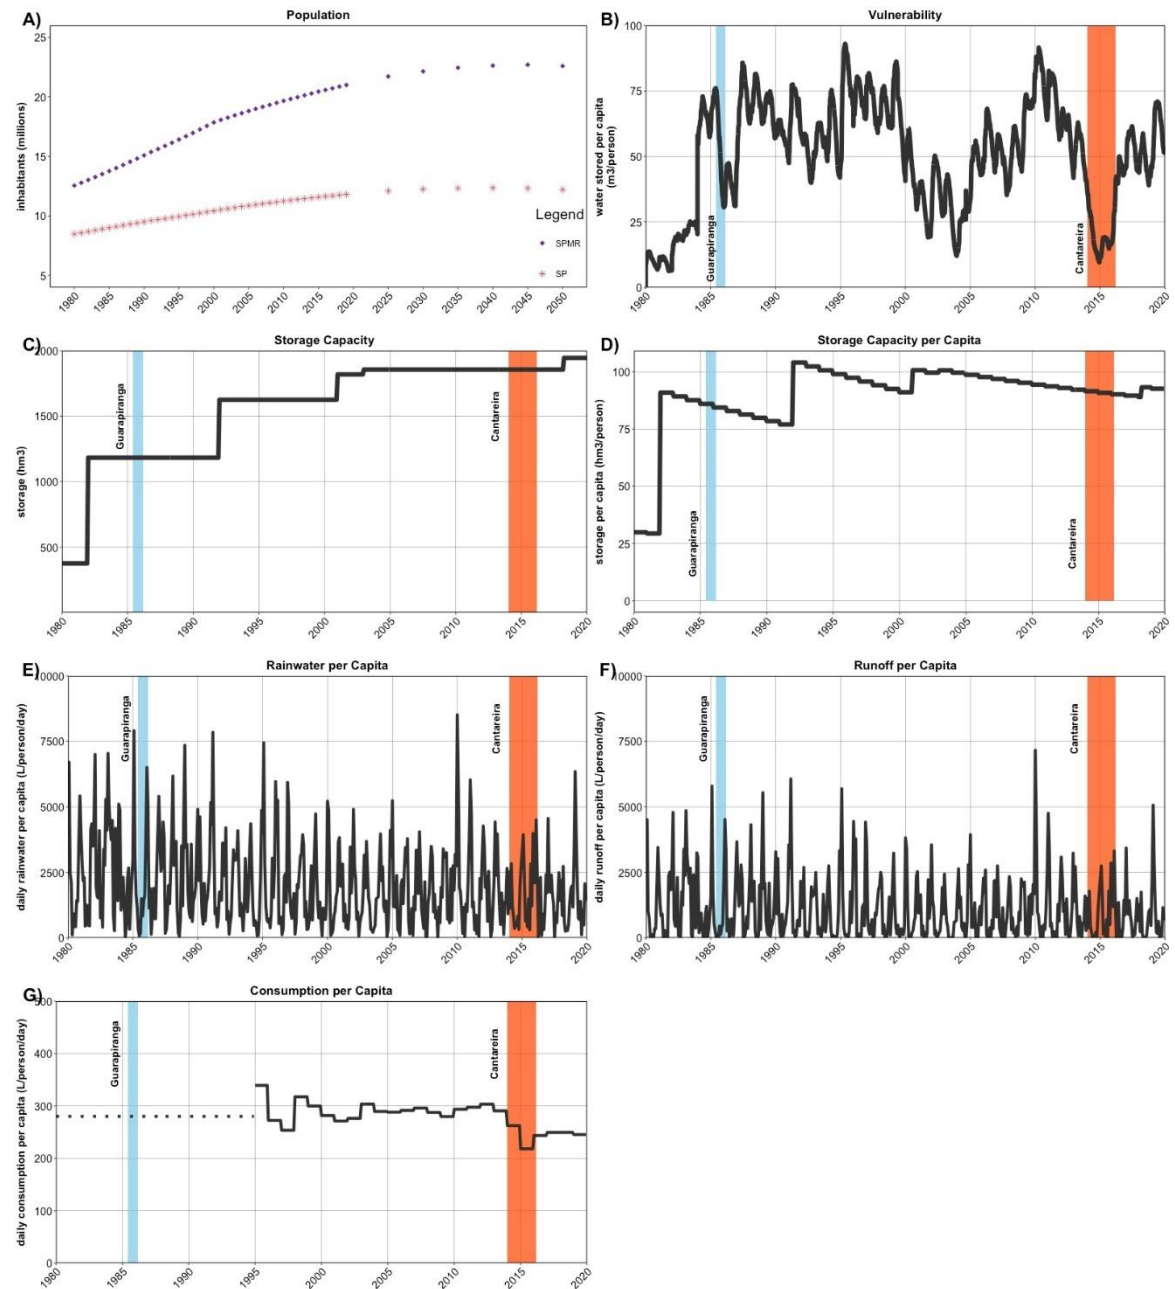 A)
Population
inhabitants (millions)
25
20
15
10
5
1980
1985
1990
1995
2000
2005
2010
2015
2020
2025
2030
2035
2040
2045
2050
Legend
SPMR
SP
B)
Vulnerability
water stored per capita
(m3/person)
100
75
50
25
0
Guarapiranga
Cantareira
1980
1985
1990
1995
2000
2005
2010
2015
2020
C)
Storage Capacity
storage (hm3)
2000
1500
1000
500
Guarapiranga
Cantareira
1980
1985
1990
1995
2000
2005
2010
2015
2020
D)
Storage Capacity per Capita
storage per capita (hm3/person)
100
75
50
25
0
Guarapiranga
Cantareira
1980
1985
1990
1995
2000
2005
2010
2015
2020
E)
Rainwater per Capita
daily rainwater per capita (L/person/day)
10000
7500
5000
2500
0
Guarapiranga
Cantareira
1980
1985
1990
1995
2000
2005
2010
2015
2020
F)
Runoff per Capita
daily runoff per capita (L/person/day)
10000
7500
5000
2500
0
Guarapiranga
Cantareira
1980
1985
1990
1995
2000
2005
2010
2015
2020
G)
Consumption per Capita
daily consumption per capita (L/person/day)
500
400
300
200
100
0
Guarapiranga
Cantareira
1980
1985
1990
1995
2000
2005
2010
2015
2020